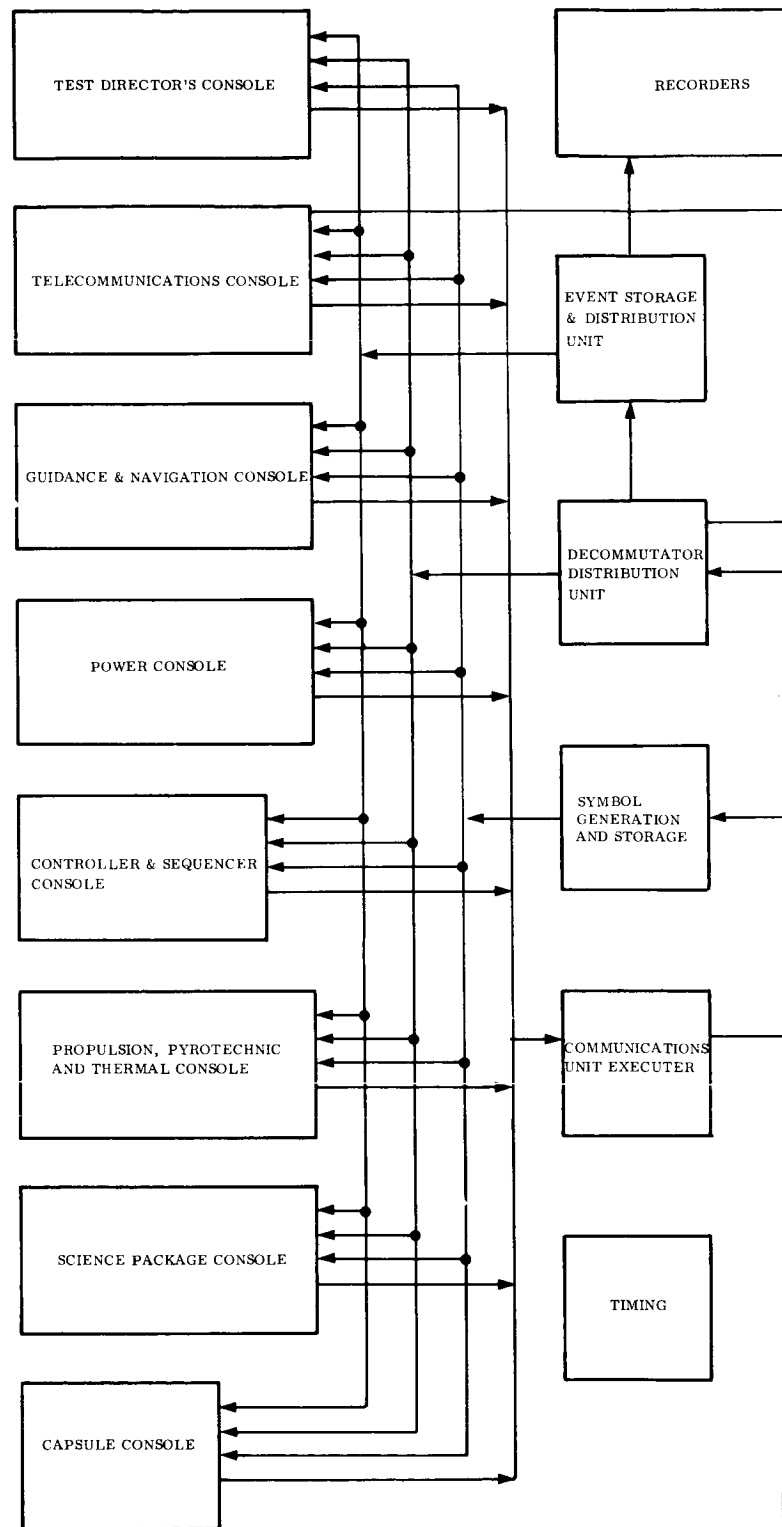 TEST DIRECTOR'S CONSOLE
RECORDERS
TELECOMMUNICATIONS CONSOLE
EVENT STORAGE
& DISTRIBUTION
UNIT
GUIDANCE & NAVIGATION CONSOLE
DECOMMUTATOR
DISTRIBUTION
UNIT
POWER CONSOLE
SYMBOL
GENERATION
AND STORAGE
CONTROLLER & SEQUENCER
CONSOLE
PROPULSION, PYROTECHNIC
AND THERMAL CONSOLE
COMMUNICATIONS
UNIT EXECUTER
SCIENCE PACKAGE CONSOLE
TIMING
CAPSULE CONSOLE